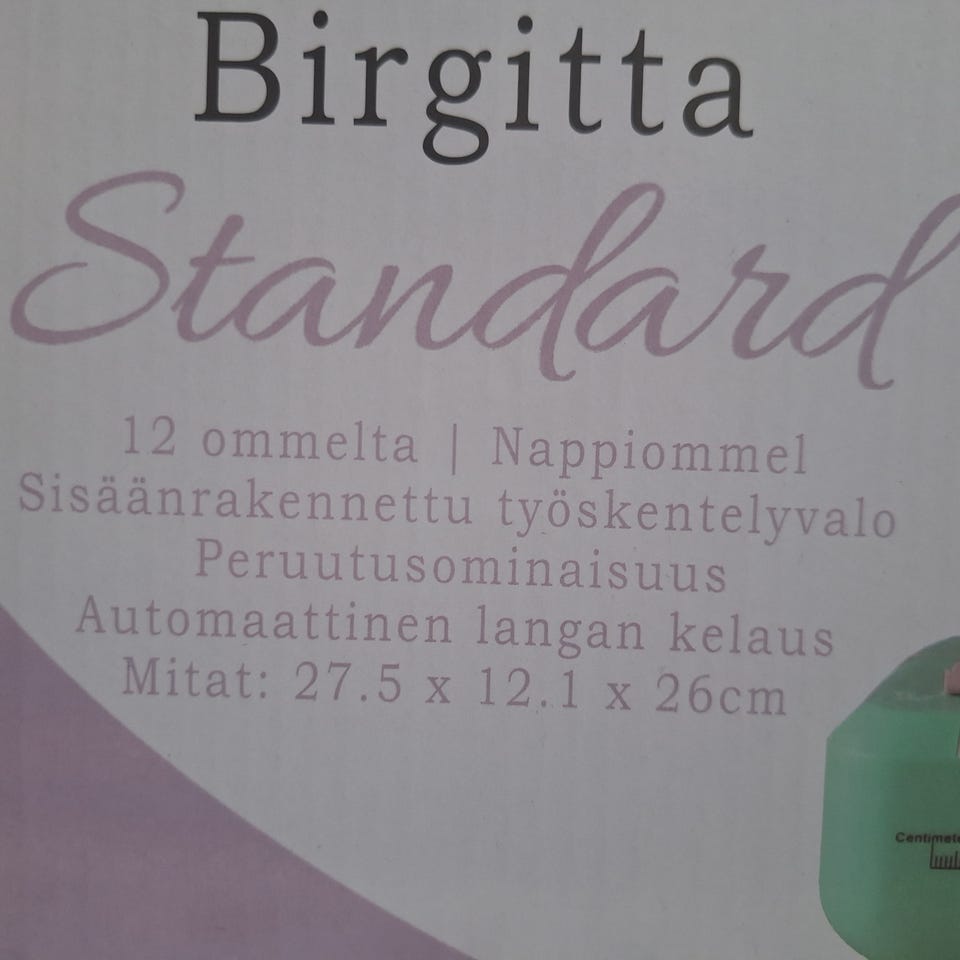 Birgitta
Standard
12 ommelta | Nappiommel
Sisäänrakennettu työskentelyvalo
Peruutusominaisuus
Automaattinen langan kelaus
Mitat: 27.5 x 12.1 x 26cm